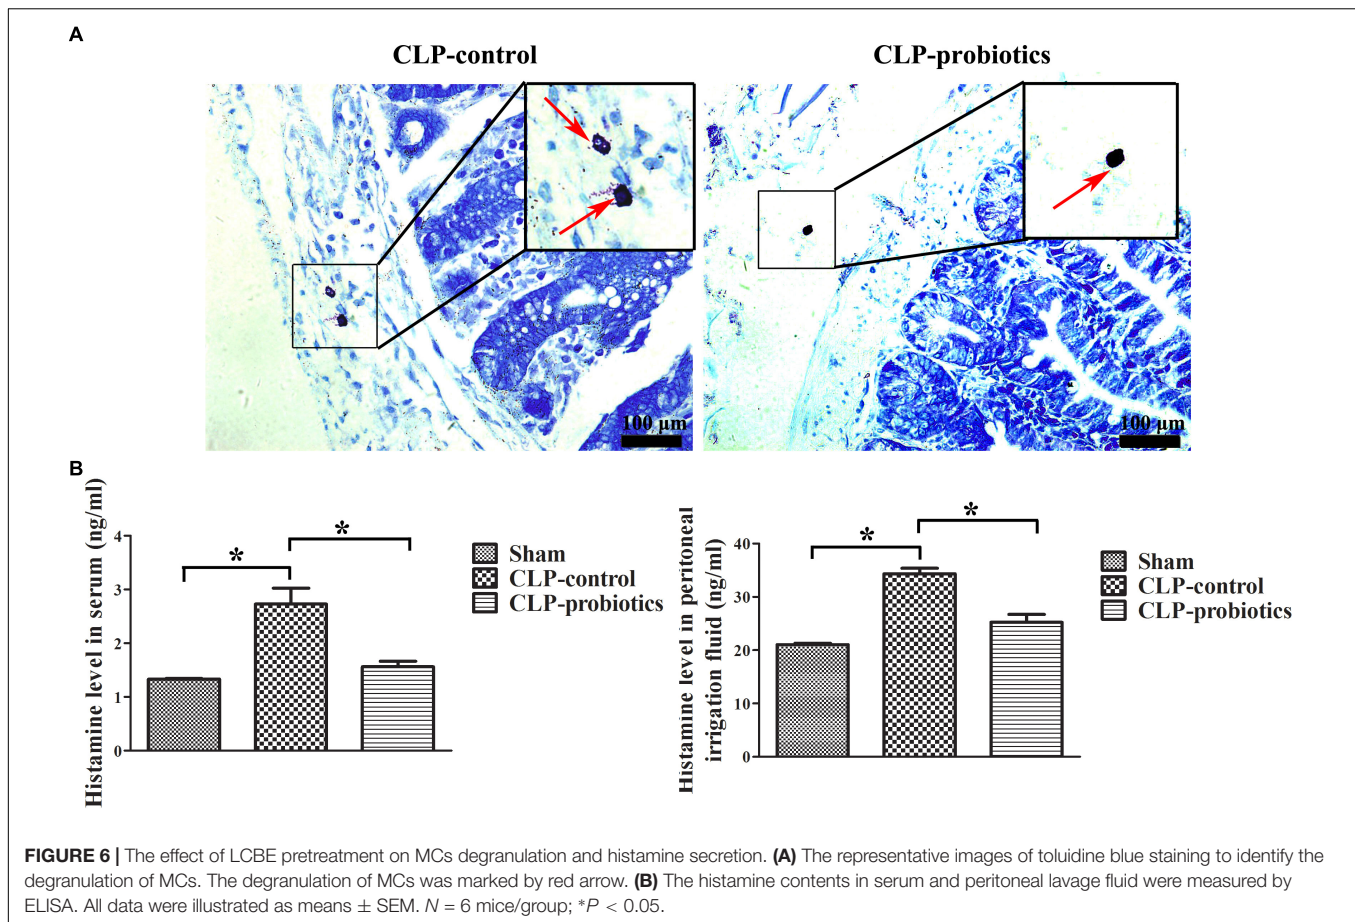 A
CLP-control
CLP-probiotics
100 µm
100 µm
B
Histamine level in serum (ng/ml)
4
3
2
1
0
*
*
Sham
CLP-control
CLP-probiotics
Histamine level in peritoneal
irrigation fluid (ng/ml)
40
30
20
10
0
*
*
Sham
CLP-control
CLP-probiotics
FIGURE 6 | The effect of LCBE pretreatment on MCs degranulation and histamine secretion. (A) The representative images of toluidine blue staining to identify the
degranulation of MCs. The degranulation of MCs was marked by red arrow. (B) The histamine contents in serum and peritoneal lavage fluid were measured by
ELISA. All data were illustrated as means ± SEM. N = 6 mice/group; *P < 0.05.